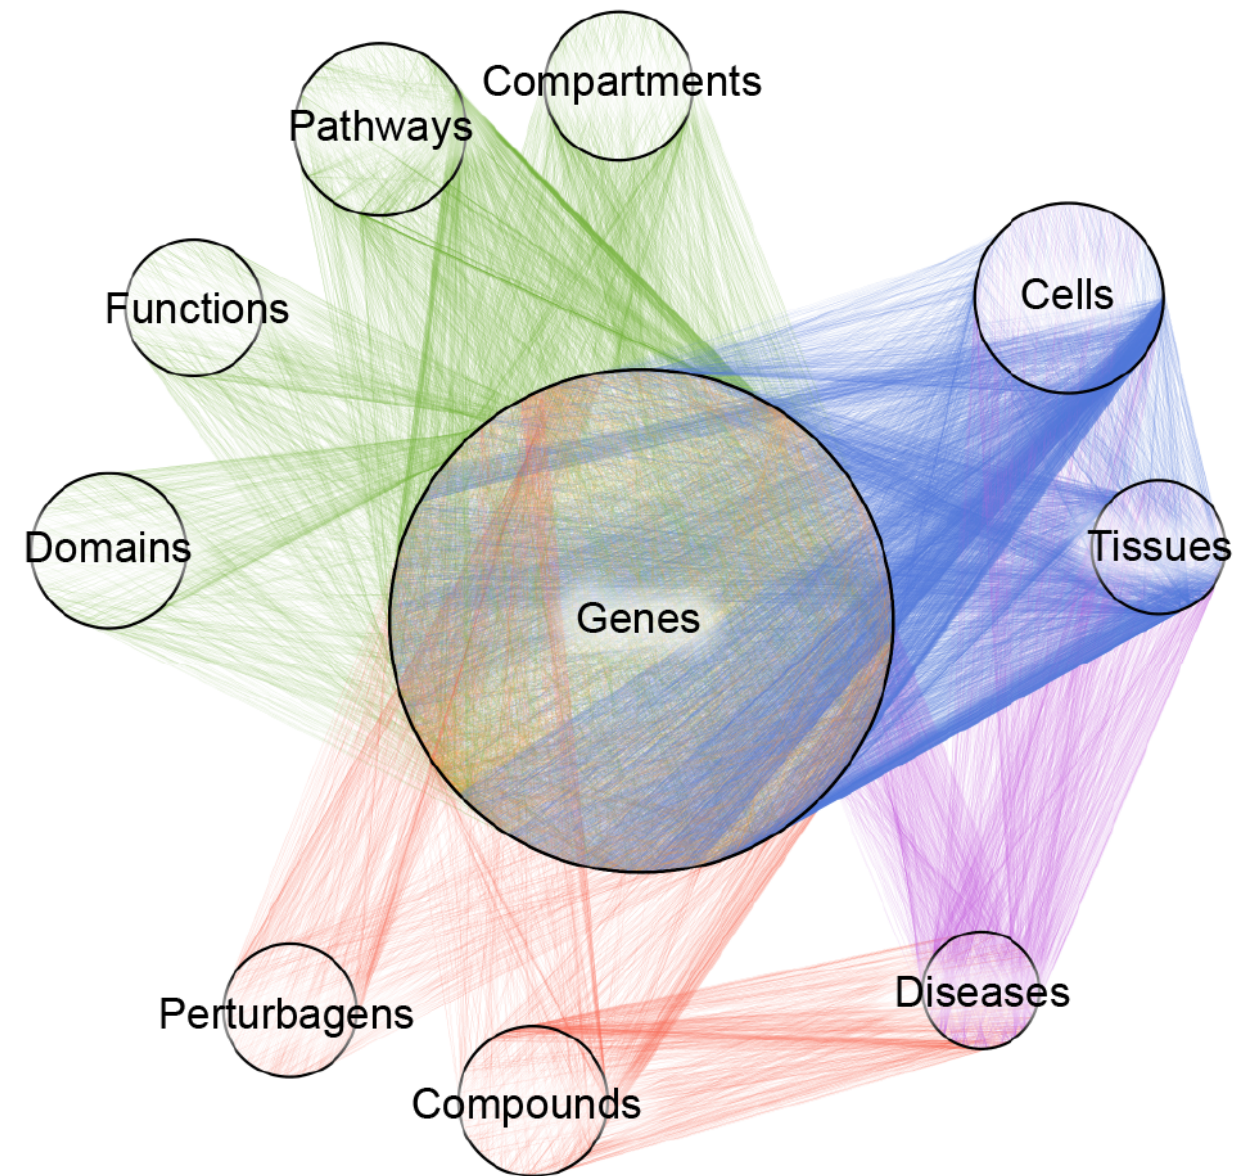 Compartments
Pathways
Cells
Functions
Domains
Tissues
Genes
Diseases
Perturbagens
Compounds